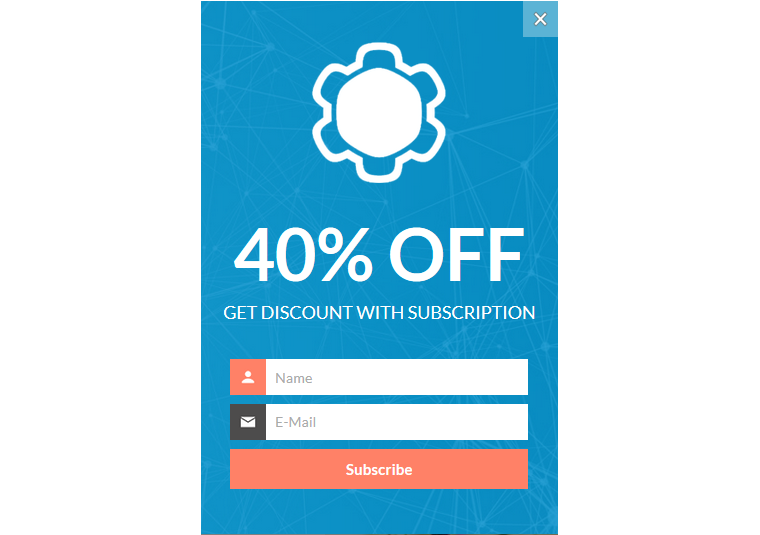 40% OFF
GET DISCOUNT WITH SUBSCRIPTION
Name
E-Mail
Subscribe